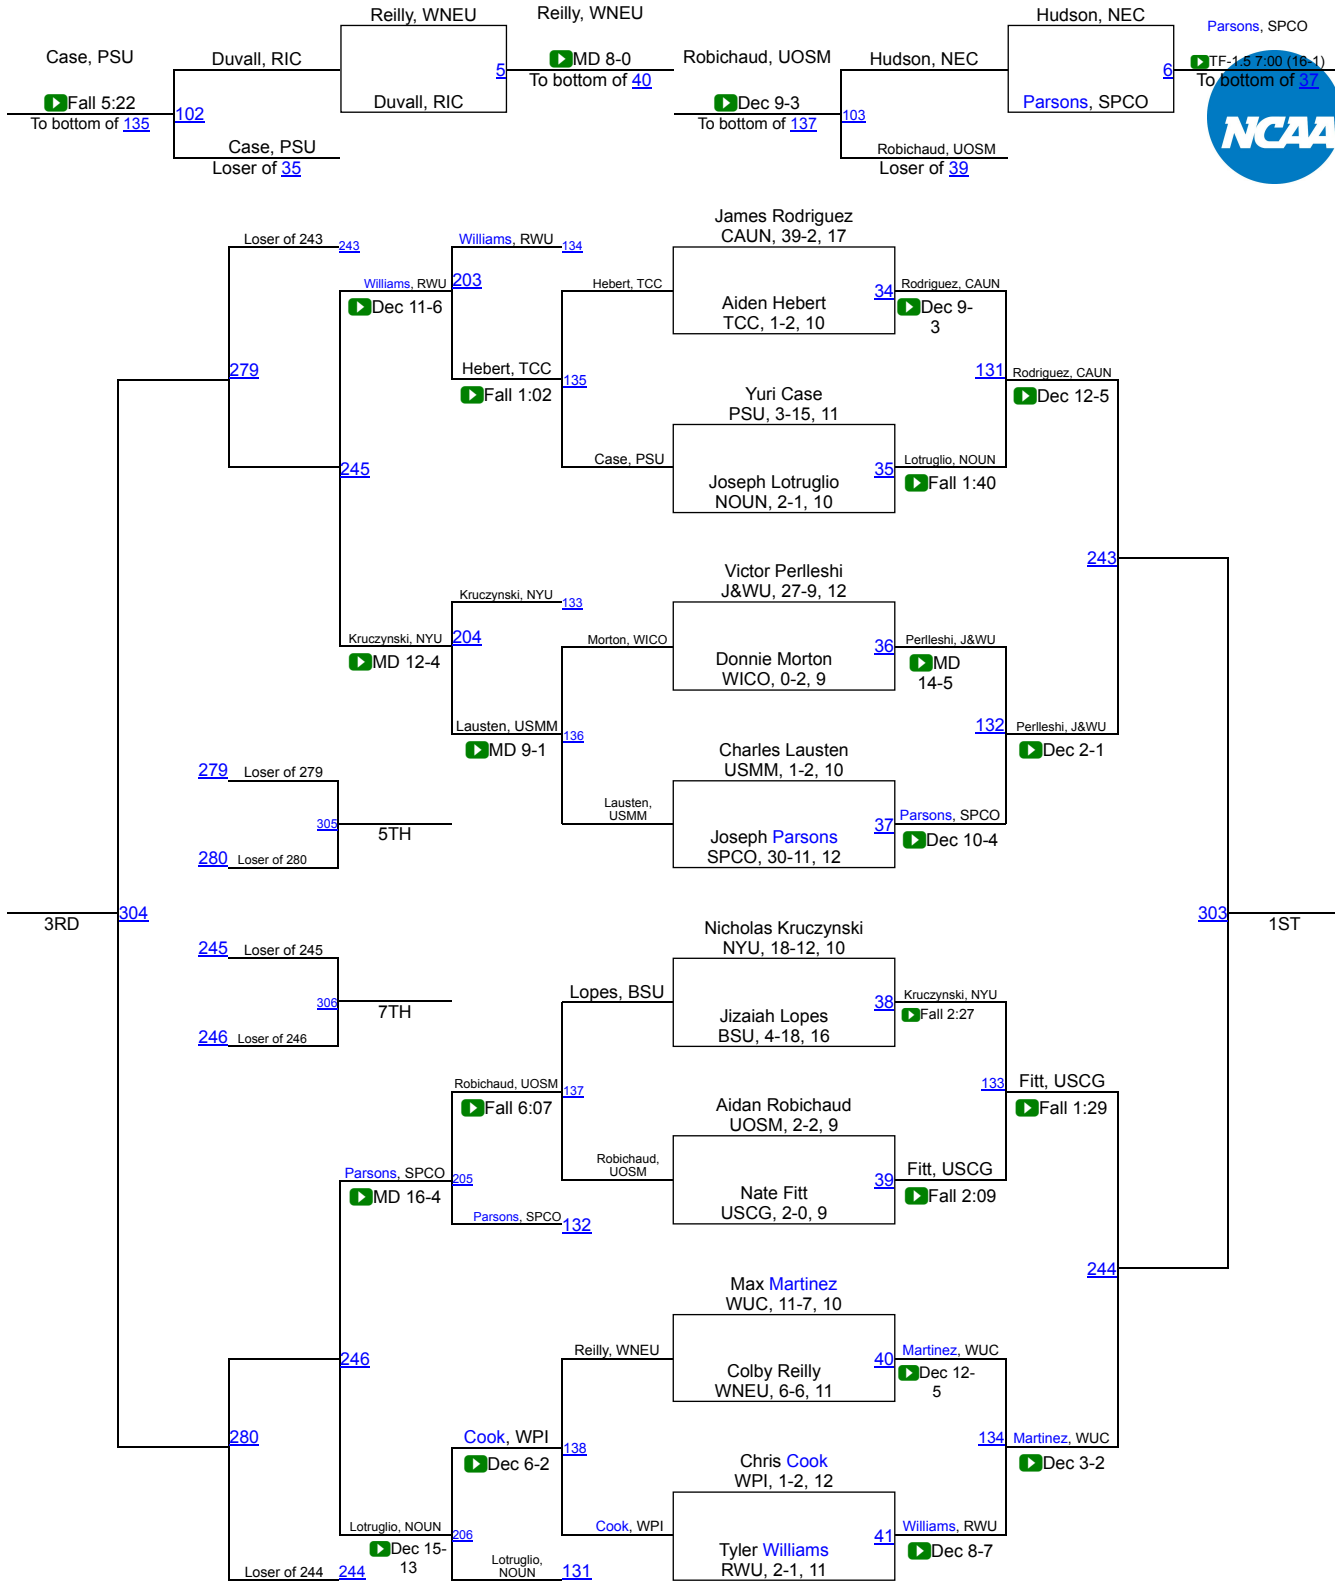 Reilly, WNEU
Reilly, WNEU
Hudson, NEC
Parsons, SPCO
Case, PSU
Duvall, RIC
MD 8-0
Robichaud, UOSM
Hudson, NEC
TF-1.5 7:00 (16-1)
5
To bottom of 40
6
To bottom of 37
Fall 5:22
Duvall, RIC
Dec 9-3
Parsons, SPCO
To bottom of 135
102
To bottom of 137
103
NCAA
Case, PSU
Robichaud, UOSM
Loser of 35
Loser of 39
James Rodriguez
CAUN, 39-2, 17
Loser of 243
243
Williams, RWU
134
Williams, RWU
203
Hebert, TCC
34
Rodriguez, CAUN
Dec 11-6
Aiden Hebert
TCC, 1-2, 10
Dec 9-
3
279
Hebert, TCC
135
131
Rodriguez, CAUN
Fall 1:02
Yuri Case
PSU, 3-15, 11
Dec 12-5
245
Case, PSU
35
Lotruglio, NOUN
Joseph Lotruglio
NOUN, 2-1, 10
Fall 1:40
243
Victor Perlleshi
J&WU, 27-9, 12
Kruczynski, NYU
133
Kruczynski, NYU
204
Morton, WICO
36
Perlleshi, J&WU
MD 12-4
Donnie Morton
WICO, 0-2, 9
MD
14-5
Lausten, USMM
136
132
Perlleshi, J&WU
MD 9-1
Charles Lausten
USMM, 1-2, 10
Dec 2-1
279
Loser of 279
Lausten,
USMM
37
Parsons, SPCO
305
5TH
Joseph Parsons
SPCO, 30-11, 12
Dec 10-4
280
Loser of 280
304
3RD
303
1ST
Nicholas Kruczynski
NYU, 18-12, 10
245
Loser of 245
Lopes, BSU
38
Kruczynski, NYU
306
7TH
Jizaiah Lopes
BSU, 4-18, 16
Fall 2:27
246
Loser of 246
Robichaud, UOSM
137
133
Fitt, USCG
Fall 6:07
Aidan Robichaud
UOSM, 2-2, 9
Fall 1:29
Parsons, SPCO
205
Robichaud,
UOSM
39
Fitt, USCG
MD 16-4
Nate Fitt
USCG, 2-0, 9
Fall 2:09
Parsons, SPCO
132
244
Max Martinez
WUC, 11-7, 10
246
Reilly, WNEU
40
Martinez, WUC
Colby Reilly
WNEU, 6-6, 11
Dec 12-
5
280
Cook, WPI
138
134
Martinez, WUC
Dec 6-2
Chris Cook
WPI, 1-2, 12
Dec 3-2
Lotruglio, NOUN
206
Cook, WPI
41
Williams, RWU
Dec 15-
13
Tyler Williams
RWU, 2-1, 11
Dec 8-7
Loser of 244
244
Lotruglio,
NOUN
131